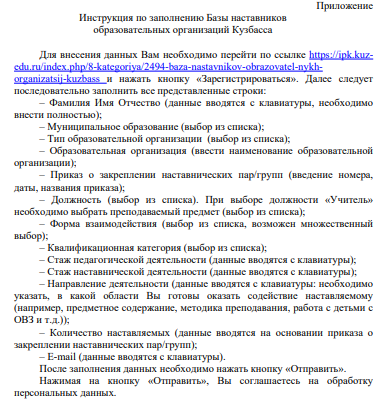 Приложение
Инструкция по заполнению Базы наставников
образовательных организаций Кузбасса
Для внесения данных Вам необходимо перейти по ссылке https://ipk.kuz-
edu.ru/index.php/8-kategoriya/2494-baza-nastavnikov-obrazovatel-nykh-
organizatsij-kuzbass и нажать кнопку «Зарегистрироваться». Далее следует
последовательно заполнить все представленные строки:
– Фамилия Имя Отчество (данные вводятся с клавиатуры, необходимо
внести полностью);
– Муниципальное образование (выбор из списка);
– Тип образовательной организации (выбор из списка);
– Образовательная организация (ввести наименование образовательной
организации);
– Приказ о закреплении наставнических пар/групп (введение номера,
даты, названия приказа);
– Должность (выбор из списка). При выборе должности «Учитель»
необходимо выбрать преподаваемый предмет (выбор из списка);
– Форма взаимодействия (выбор из списка, возможен множественный
выбор);
– Квалификационная категория (выбор из списка);
– Стаж педагогической деятельности (данные вводятся с клавиатуры);
– Стаж наставнической деятельности (данные вводятся с клавиатуры);
– Направление деятельности (данные вводятся с клавиатуры: необходимо
указать, в какой области Вы готовы оказать содействие наставляемому
(например, предметное содержание, методика преподавания, работа с детьми с
ОВЗ и т.д.));
– Количество наставляемых (данные вводятся на основании приказа о
закреплении наставнических пар/групп);
– E-mail (данные вводятся с клавиатуры).
После заполнения данных необходимо нажать кнопку «Отправить».
Нажимая на кнопку «Отправить», Вы соглашаетесь на обработку
персональных данных.